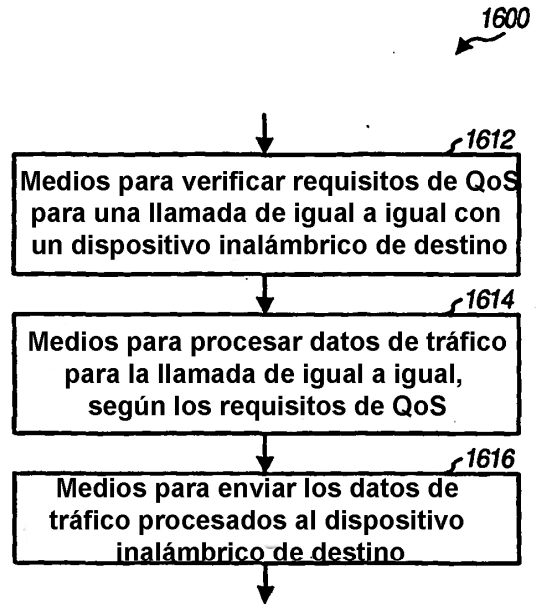 1600
1612
Medios para verificar requisitos de QoS
para una llamada de igual a igual con
un dispositivo inalámbrico de destino
1614
Medios para procesar datos de tráfico
para la llamada de igual a igual,
según los requisitos de QoS
1616
Medios para enviar los datos de
tráfico procesados al dispositivo
inalámbrico de destino